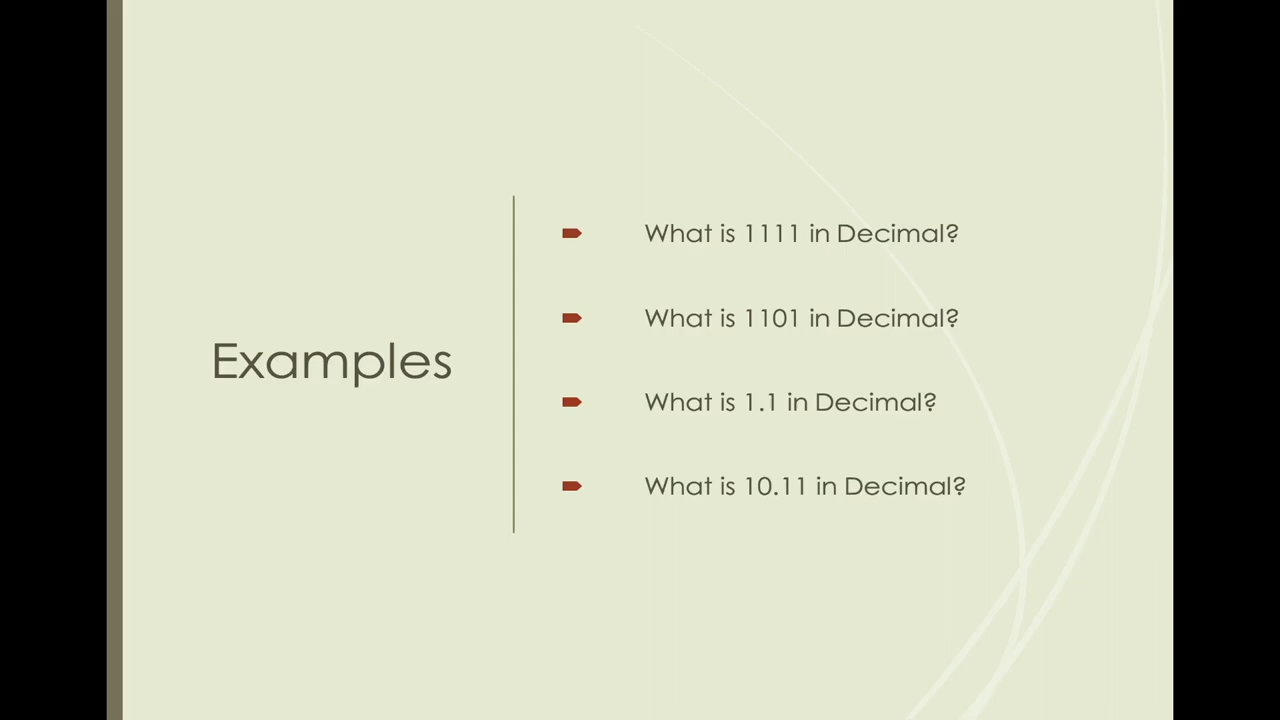 Examples
What is 1111 in Decimal?
What is 1101 in Decimal?
What is 1.1 in Decimal?
What is 10.11 in Decimal?